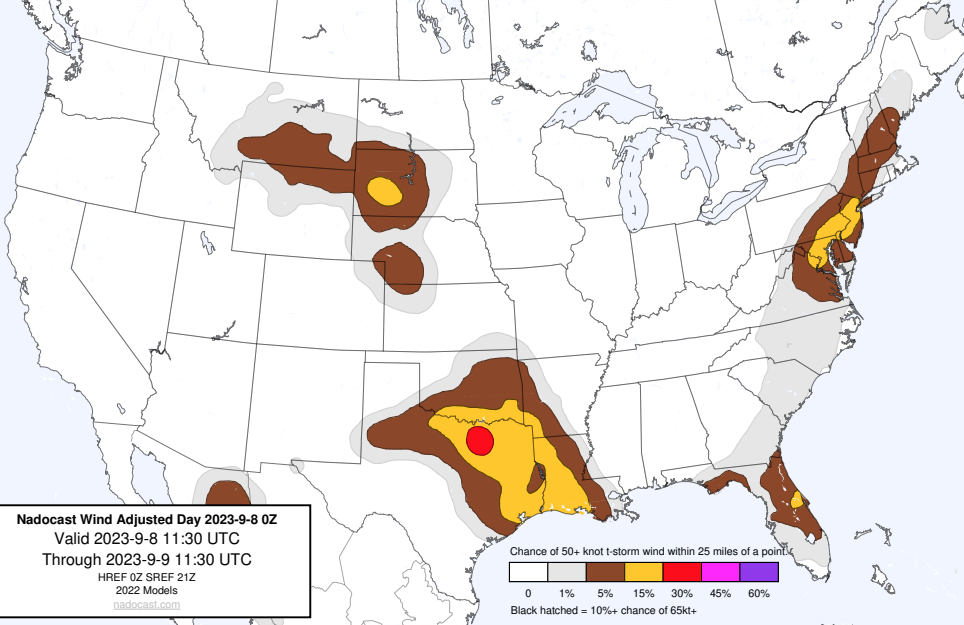 Nadocast Wind Adjusted Day 2023-9-8 0Z
Valid 2023-9-8 11:30 UTC
Through 2023-9-9 11:30 UTC
HREF 0Z SREF 21Z
2022 Models
nadocast.com
Chance of 50+ knot t-storm wind within 25 miles of a point.
0 1% 5% 15% 30% 45% 60%
Black hatched = 10%+ chance of 65kt+